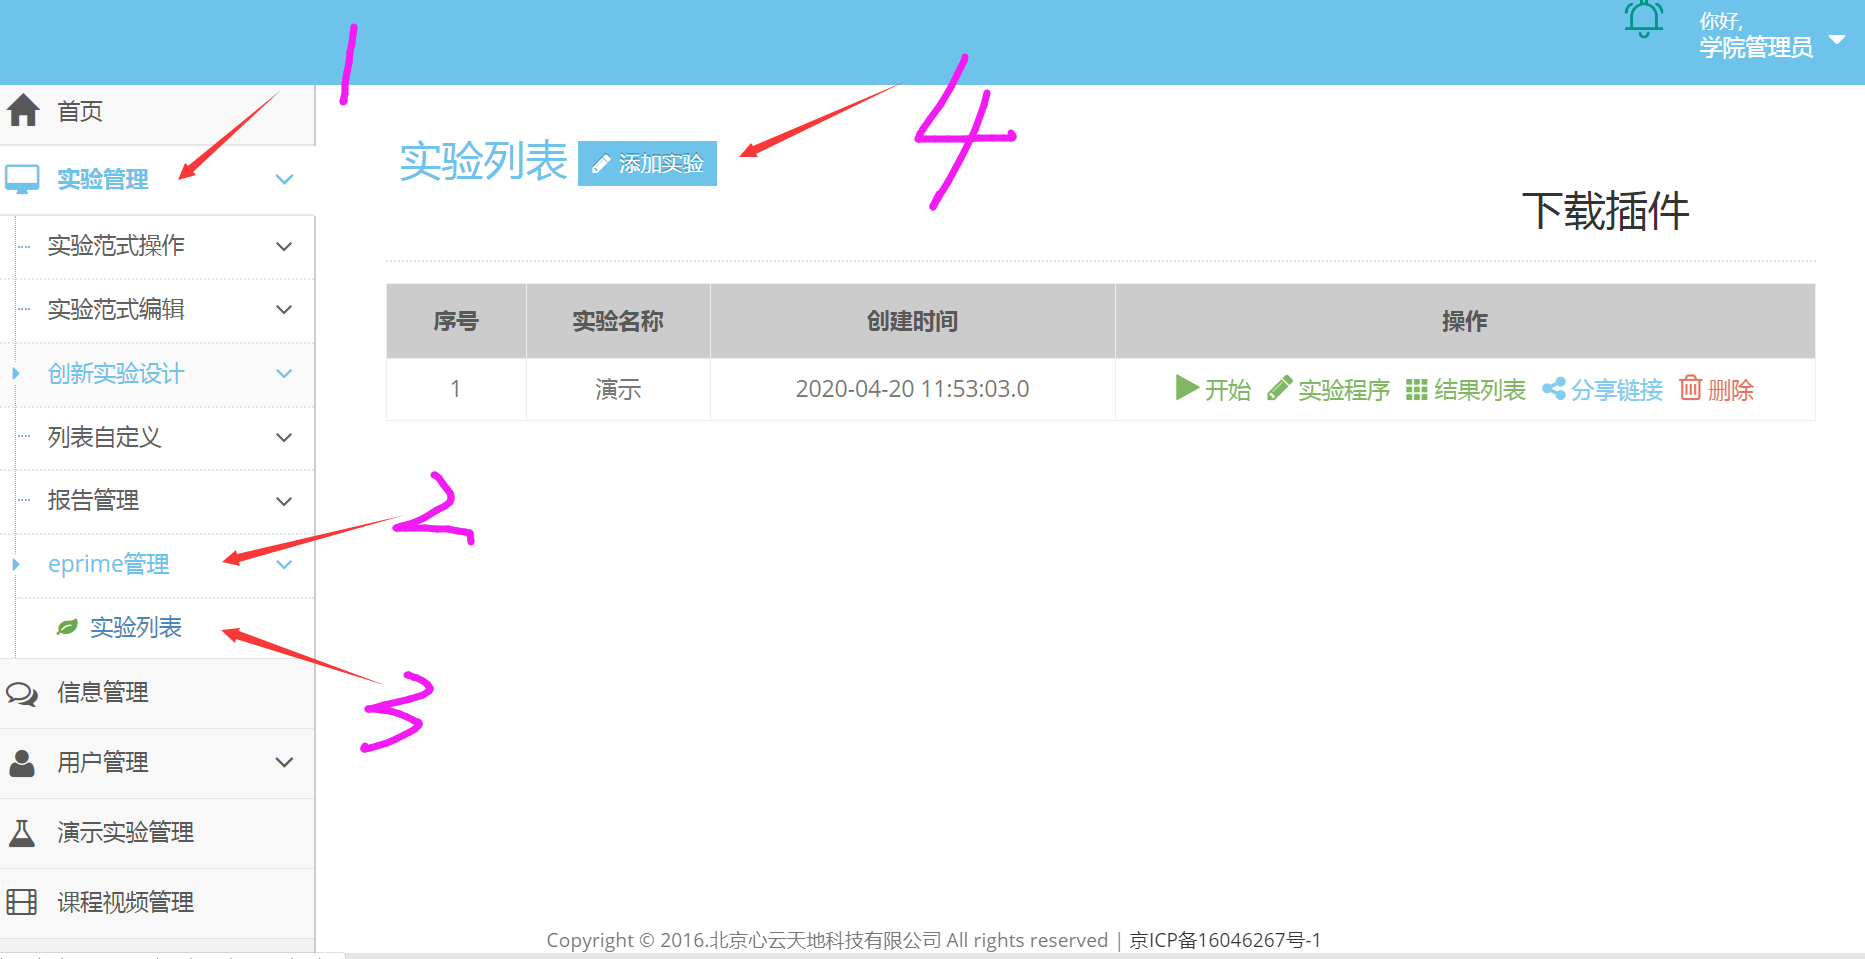 你好,
学院管理员
1
首页
实验管理
实验范式操作
实验范式编辑
创新实验设计
列表自定义
报告管理
eprime管理
实验列表
信息管理
用户管理
演示实验管理
课程视频管理
2
3
实验列表 添加实验
4
下载插件
序号 实验名称 创建时间 操作
1 演示 2020-04-20 11:53:03.0 开始 实验程序 结果列表 分享链接 删除
Copyright © 2016.北京心云天地科技有限公司 All rights reserved | 京ICP备16046267号-1